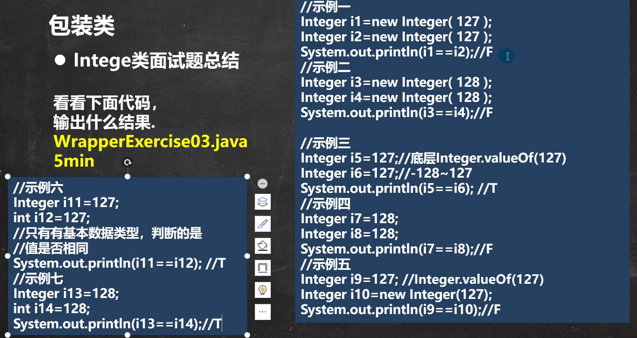 包装类
● Intege类面试题总结
看看下面代码，
输出什么结果.
WrapperExercise03.java
5min
//示例六
Integer i11=127;
int i12=127;
//只有有基本数据类型，判断的是
//值是否相同
System.out.println(i11==i12); //T
//示例七
Integer i13=128;
int i14=128;
System.out.println(i13==i14);//T
//示例一
Integer i1=new Integer( 127 );
Integer i2=new Integer( 127 );
System.out.println(i1==i2);//F
//示例二
Integer i3=new Integer( 128 );
Integer i4=new Integer( 128 );
System.out.println(i3==i4);//F
//示例三
Integer i5=127;//底层Integer.valueOf(127)
Integer i6=127;//-128~127
System.out.println(i5==i6); //T
//示例四
Integer i7=128;
Integer i8=128;
System.out.println(i7==i8);//F
//示例五
Integer i9=127; //Integer.valueOf(127)
Integer i10=new Integer(127);
System.out.println(i9==i10);//F